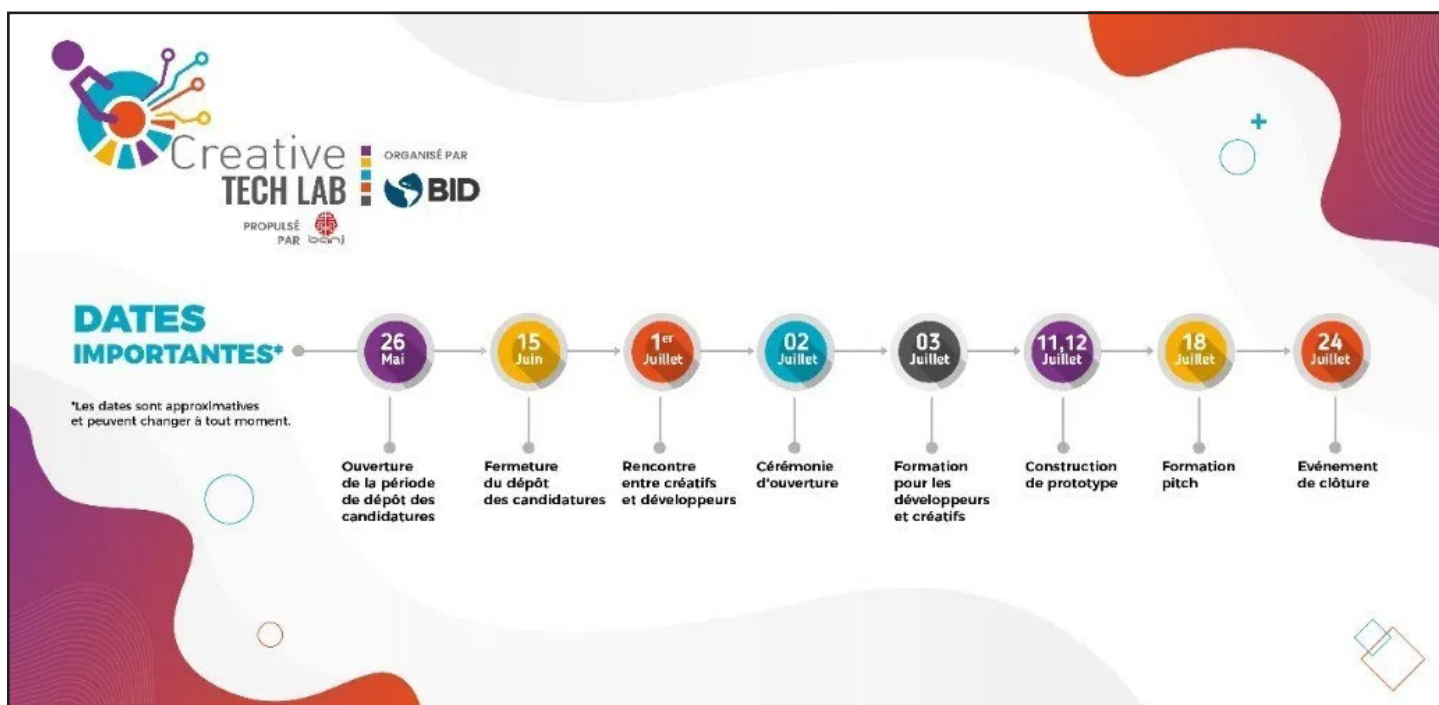 Creative
TECH LAB
ORGANISÉ PAR
BID
PROPULSÉ
PAR banj
DATES
IMPORTANTES*
*Les dates sont approximatives
et peuvent changer à tout moment.
26
Mai
Ouverture
de la période
de dépôt des
candidatures
15
Juin
Fermeture
du dépôt
des candidatures
1er
Juillet
Rencontre
entre créatifs
et développeurs
02
Juillet
Cérémonie
d'ouverture
03
Juillet
Formation
pour les
développeurs
et créatifs
11,12
Juillet
Construction
de prototype
18
Juillet
Formation
pitch
24
Juillet
Evénement
de clôture